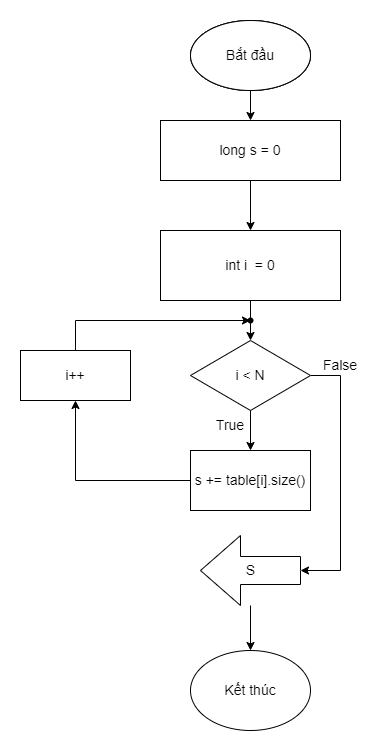 Bắt đầu
long s = 0
int i = 0
i < N
False
i++
True
s += table[i].size()
S
Kết thúc